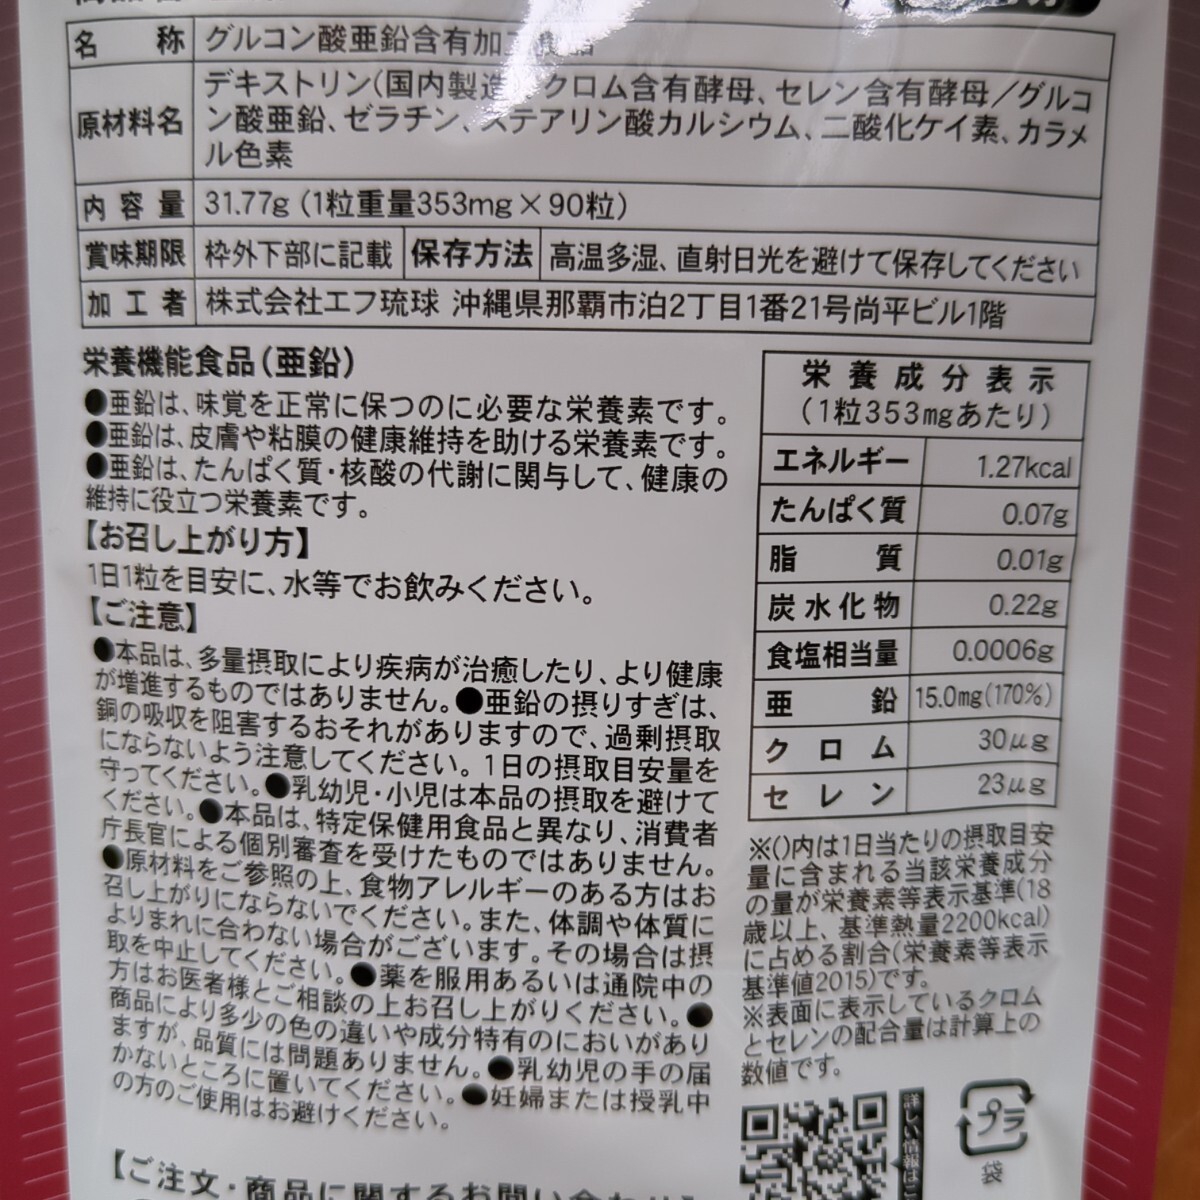 名称 グルコン酸亜鉛含有加工食品
原材料名 デキストリン(国内製造)、クロム含有酵母、セレン含有酵母/グルコ
ン酸亜鉛、ゼラチン、ステアリン酸カルシウム、二酸化ケイ素、カラメ
ル色素
内容量 31.77g (1粒重量353mg×90粒)
賞味期限 枠外下部に記載 保存方法 高温多湿、直射日光を避けて保存してください
加工者 株式会社エフ琉球 沖縄県那覇市泊2丁目1番21号尚平ビル1階
栄養機能食品(亜鉛)
●亜鉛は、味覚を正常に保つのに必要な栄養素です。
●亜鉛は、皮膚や粘膜の健康維持を助ける栄養素です。
●亜鉛は、たんぱく質・核酸の代謝に関与して、健康の
維持に役立つ栄養素です。
【お召し上がり方】
1日1粒を目安に、水等でお飲みください。
【ご注意】
●本品は、多量摂取により疾病が治癒したり、より健康
が増進するものではありません。●亜鉛の摂りすぎは、
銅の吸収を阻害するおそれがありますので、過剰摂取
にならないよう注意してください。1日の摂取目安量を
守ってください。●乳幼児・小児は本品の摂取を避けて
ください。●本品は、特定保健用食品と異なり、消費者
庁長官による個別審査を受けたものではありません。
●原材料をご参照の上、食物アレルギーのある方はお
召し上がりにならないでください。また、体調や体質に
よりまれに合わない場合がございます。その場合は摂
取を中止してください。●薬を服用あるいは通院中の
方はお医者様とご相談の上お召し上がりください。●
商品により多少の色の違いや成分特有のにおいがあり
ますが、品質には問題ありません。●乳幼児の手の届
かないところに置いてください。●妊婦または授乳中
の方のご使用はお避けください。
【ご注文・商品に関するお問い合わせ】
栄養成分表示
(1粒353mgあたり)
エネルギー 1.27kcal
たんぱく質 0.07g
脂質 0.01g
炭水化物 0.22g
食塩相当量 0.0006g
亜鉛 15.0mg(170%)
クロム 30μg
セレン 23μg
※()内は1日当たりの摂取目安
量に含まれる当該栄養成分
の量が栄養素等表示基準(18
歳以上、基準熱量2200kcal)
に占める割合(栄養素等表示
基準値2015)です。
※表面に表示しているクロム
とセレンの配合量は計算上の
数値です。
詳しい情報は
プラ
袋